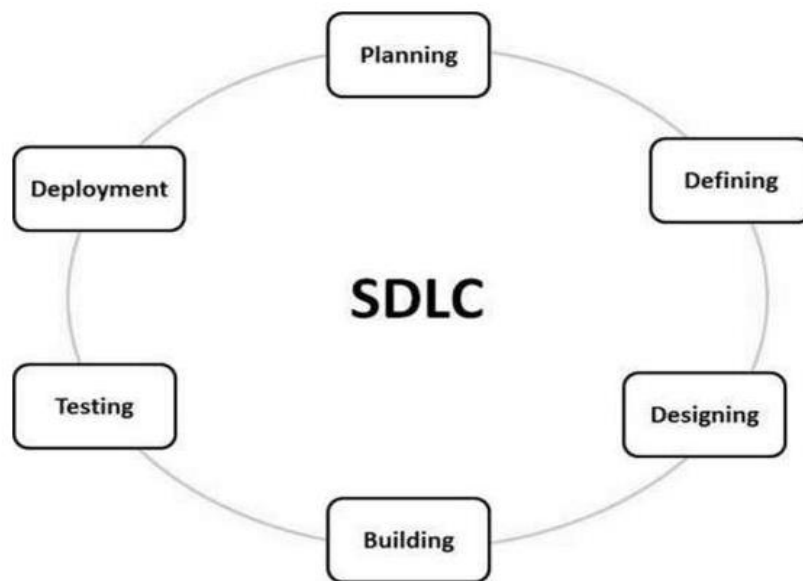 Planning
Defining
Deployment
SDLC
Testing
Designing
Building